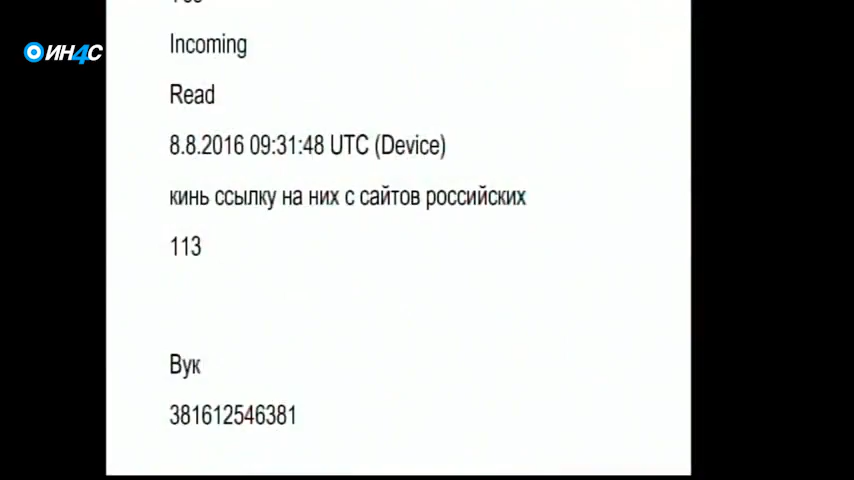 ИН4С
Incoming
Read
8.8.2016 09:31:48 UTC (Device)
кинь ссылку на них с сайтов российских
113
Вук
381612546381